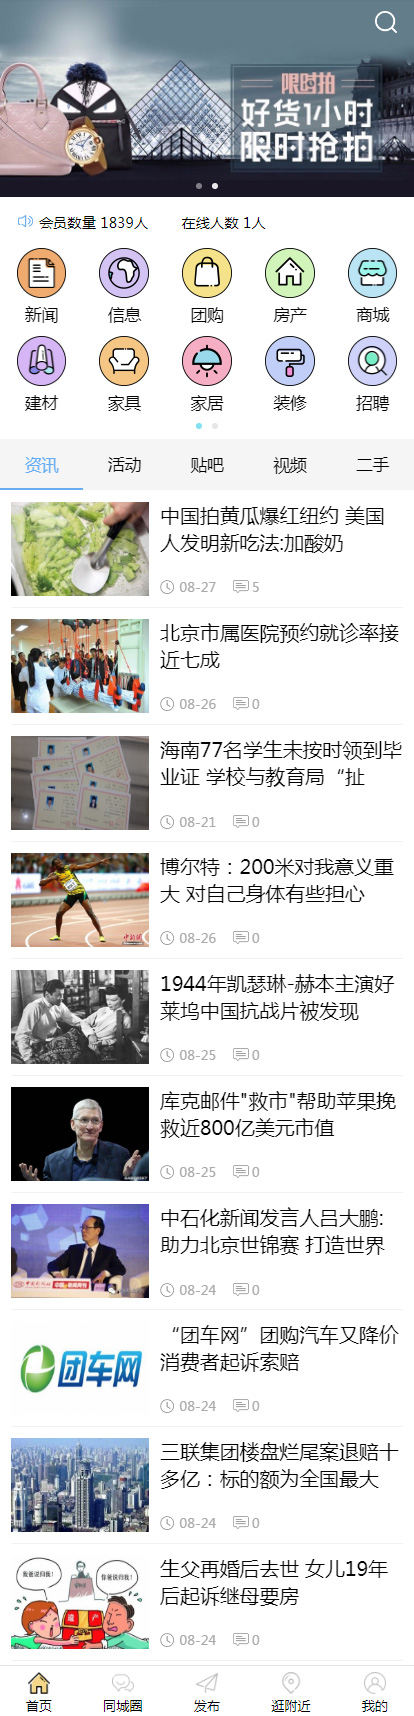 限时拍
好货1小时
限时抢拍
会员数量 1839人 在线人数 1人
新闻 信息 团购 房产 商城
建材 家具 家居 装修 招聘
资讯 活动 贴吧 视频 二手
中国拍黄瓜爆红纽约 美国
人发明新吃法:加酸奶
08-27 5
北京市属医院预约就诊率接
近七成
08-26 0
海南77名学生未按时领到毕
业证 学校与教育局“扯
08-21 0
博尔特：200米对我意义重
大 对自己身体有些担心
08-26 0
1944年凯瑟琳-赫本主演好
莱坞中国抗战片被发现
08-25 0
库克邮件"救市"帮助苹果挽
救近800亿美元市值
08-25 0
中石化新闻发言人吕大鹏:
助力北京世锦赛 打造世界
08-24 0
团车网
“团车网”团购汽车又降价
消费者起诉索赔
08-24 0
三联集团楼盘烂尾案退赔十
多亿：标的额为全国最大
08-24 0
我爸说归我! 你爸说归我!
遗产
生父再婚后去世 女儿19年
后起诉继母要房
08-24 0
首页 同城圈 发布 逛附近 我的